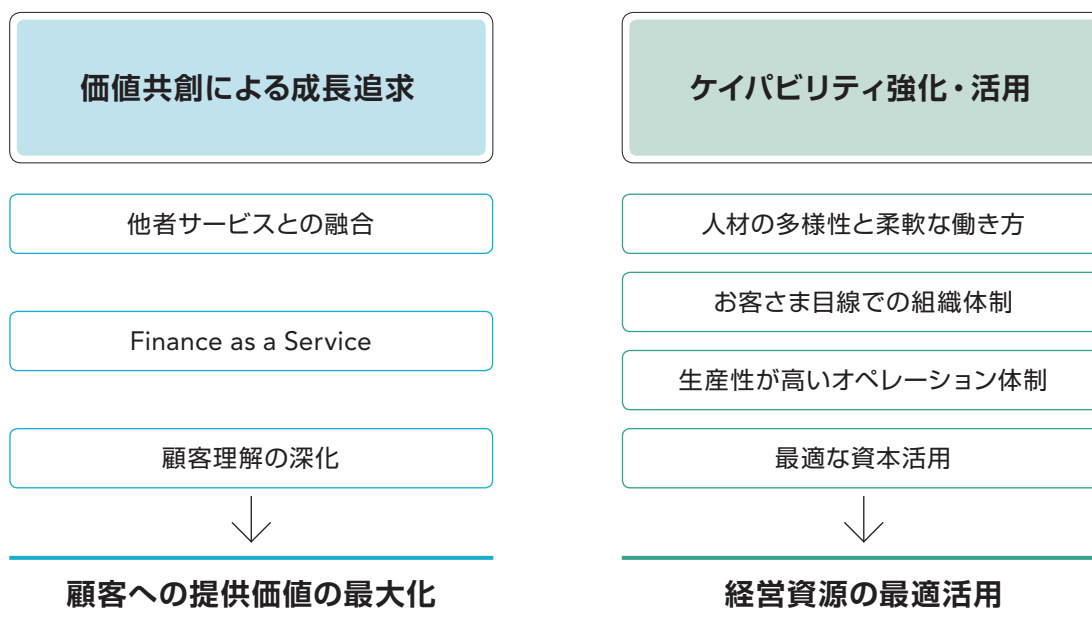 価値共創による成長追求
他者サービスとの融合
Finance as a Service
顧客理解の深化
顧客への提供価値の最大化
ケイパビリティ強化・活用
人材の多様性と柔軟な働き方
お客さま目線での組織体制
生産性が高いオペレーション体制
最適な資本活用
経営資源の最適活用